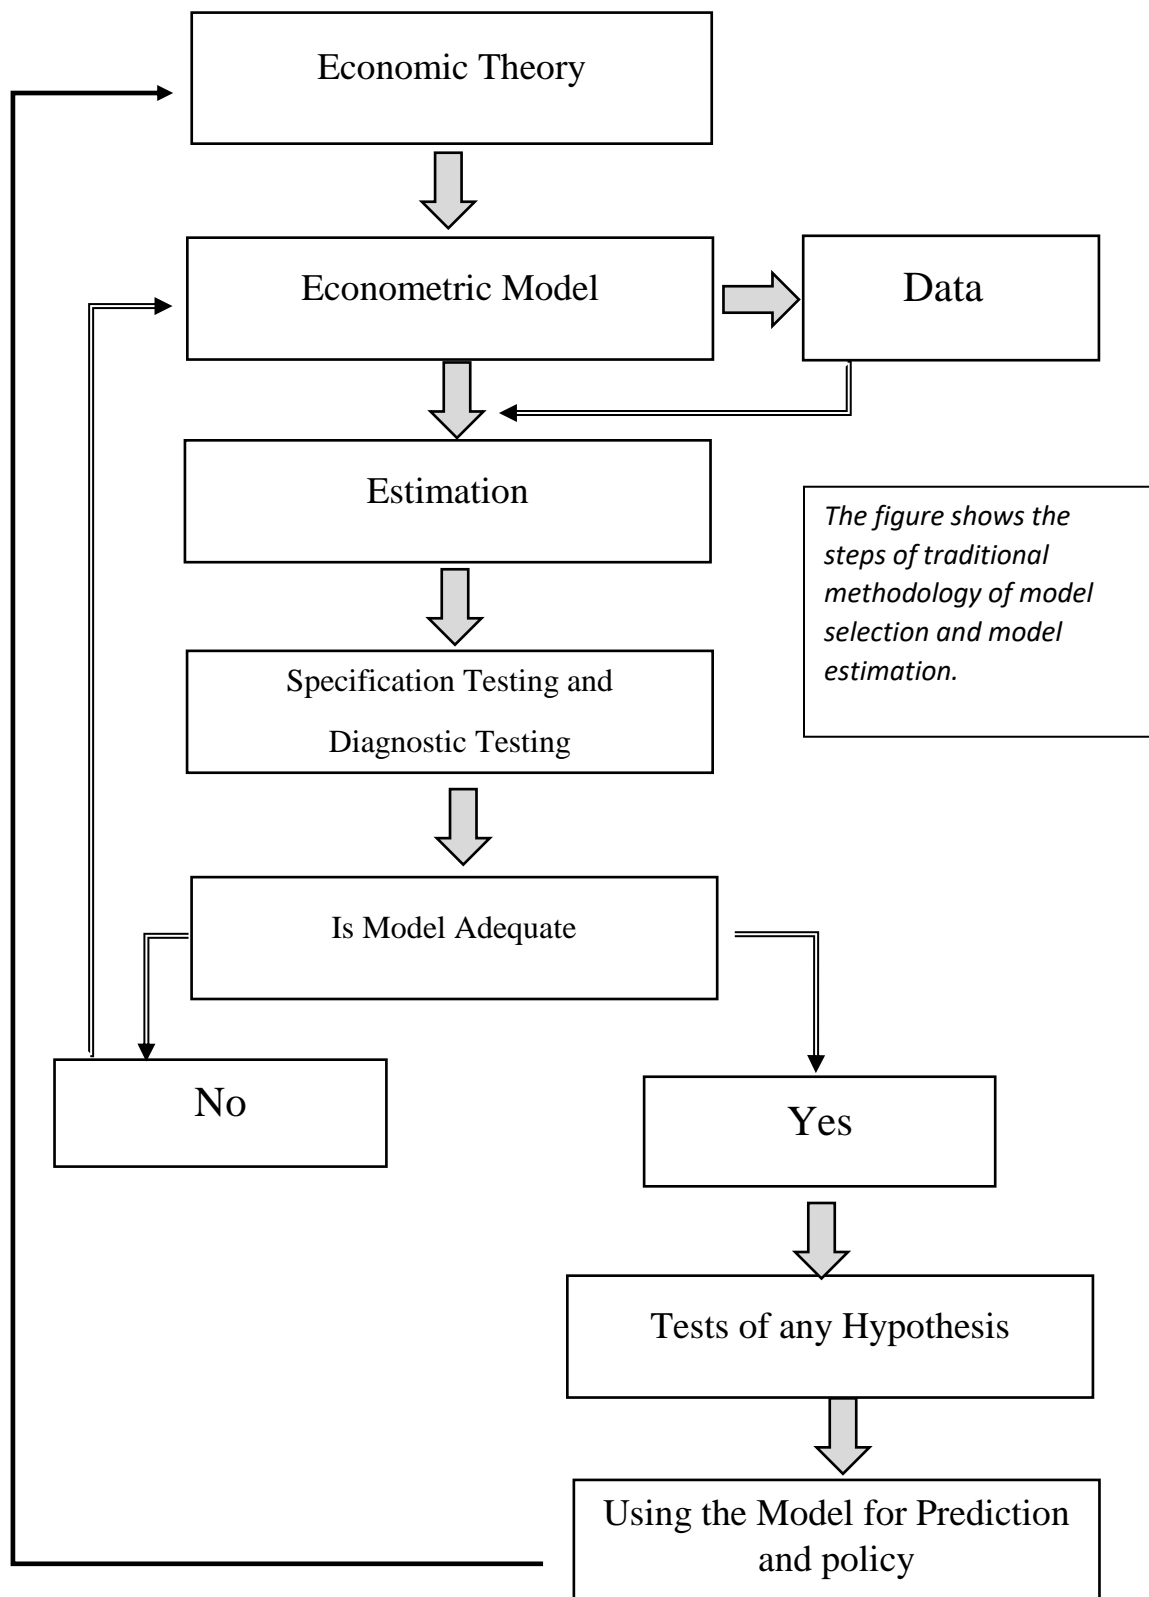 Economic Theory
Econometric Model
Data
Estimation
The figure shows the
steps of traditional
methodology of model
selection and model
estimation.
Specification Testing and
Diagnostic Testing
Is Model Adequate
No
Yes
Tests of any Hypothesis
Using the Model for Prediction
and policy